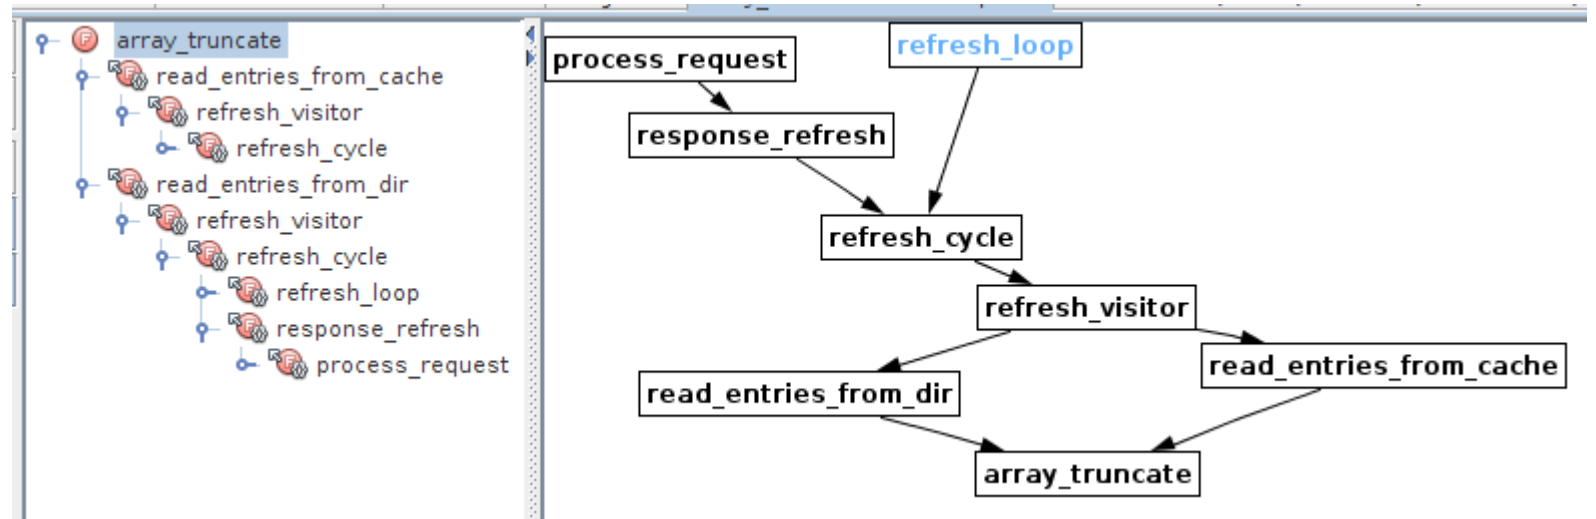 array_truncate
read_entries_from_cache
refresh_visitor
refresh_cycle
read_entries_from_dir
refresh_visitor
refresh_cycle
refresh_loop
response_refresh
process_request
process_request
refresh_loop
response_refresh
refresh_cycle
refresh_visitor
read_entries_from_cache
read_entries_from_dir
array_truncate